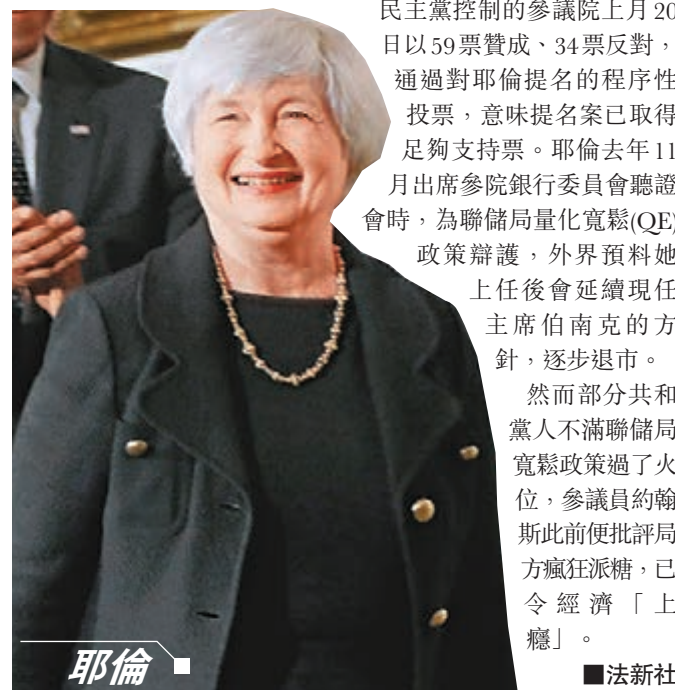 民主黨控制的參議院上月20
日以59票贊成、34票反對，
通過對耶倫提名的程序性
投票，意味提名案已取得
足夠支持票。耶倫去年11
月出席參院銀行委員會聽證
會時，為聯儲局量化寬鬆(QE)
政策辯護，外界預料她
上任後會延續現任
主席伯南克的方
針，逐步退市。
然而部分共和
黨人不滿聯儲局
寬鬆政策過了火
位，參議員約翰
斯此前便批評局
方瘋狂派糖，已
令經濟「上
癮」。
■法新社
耶倫■